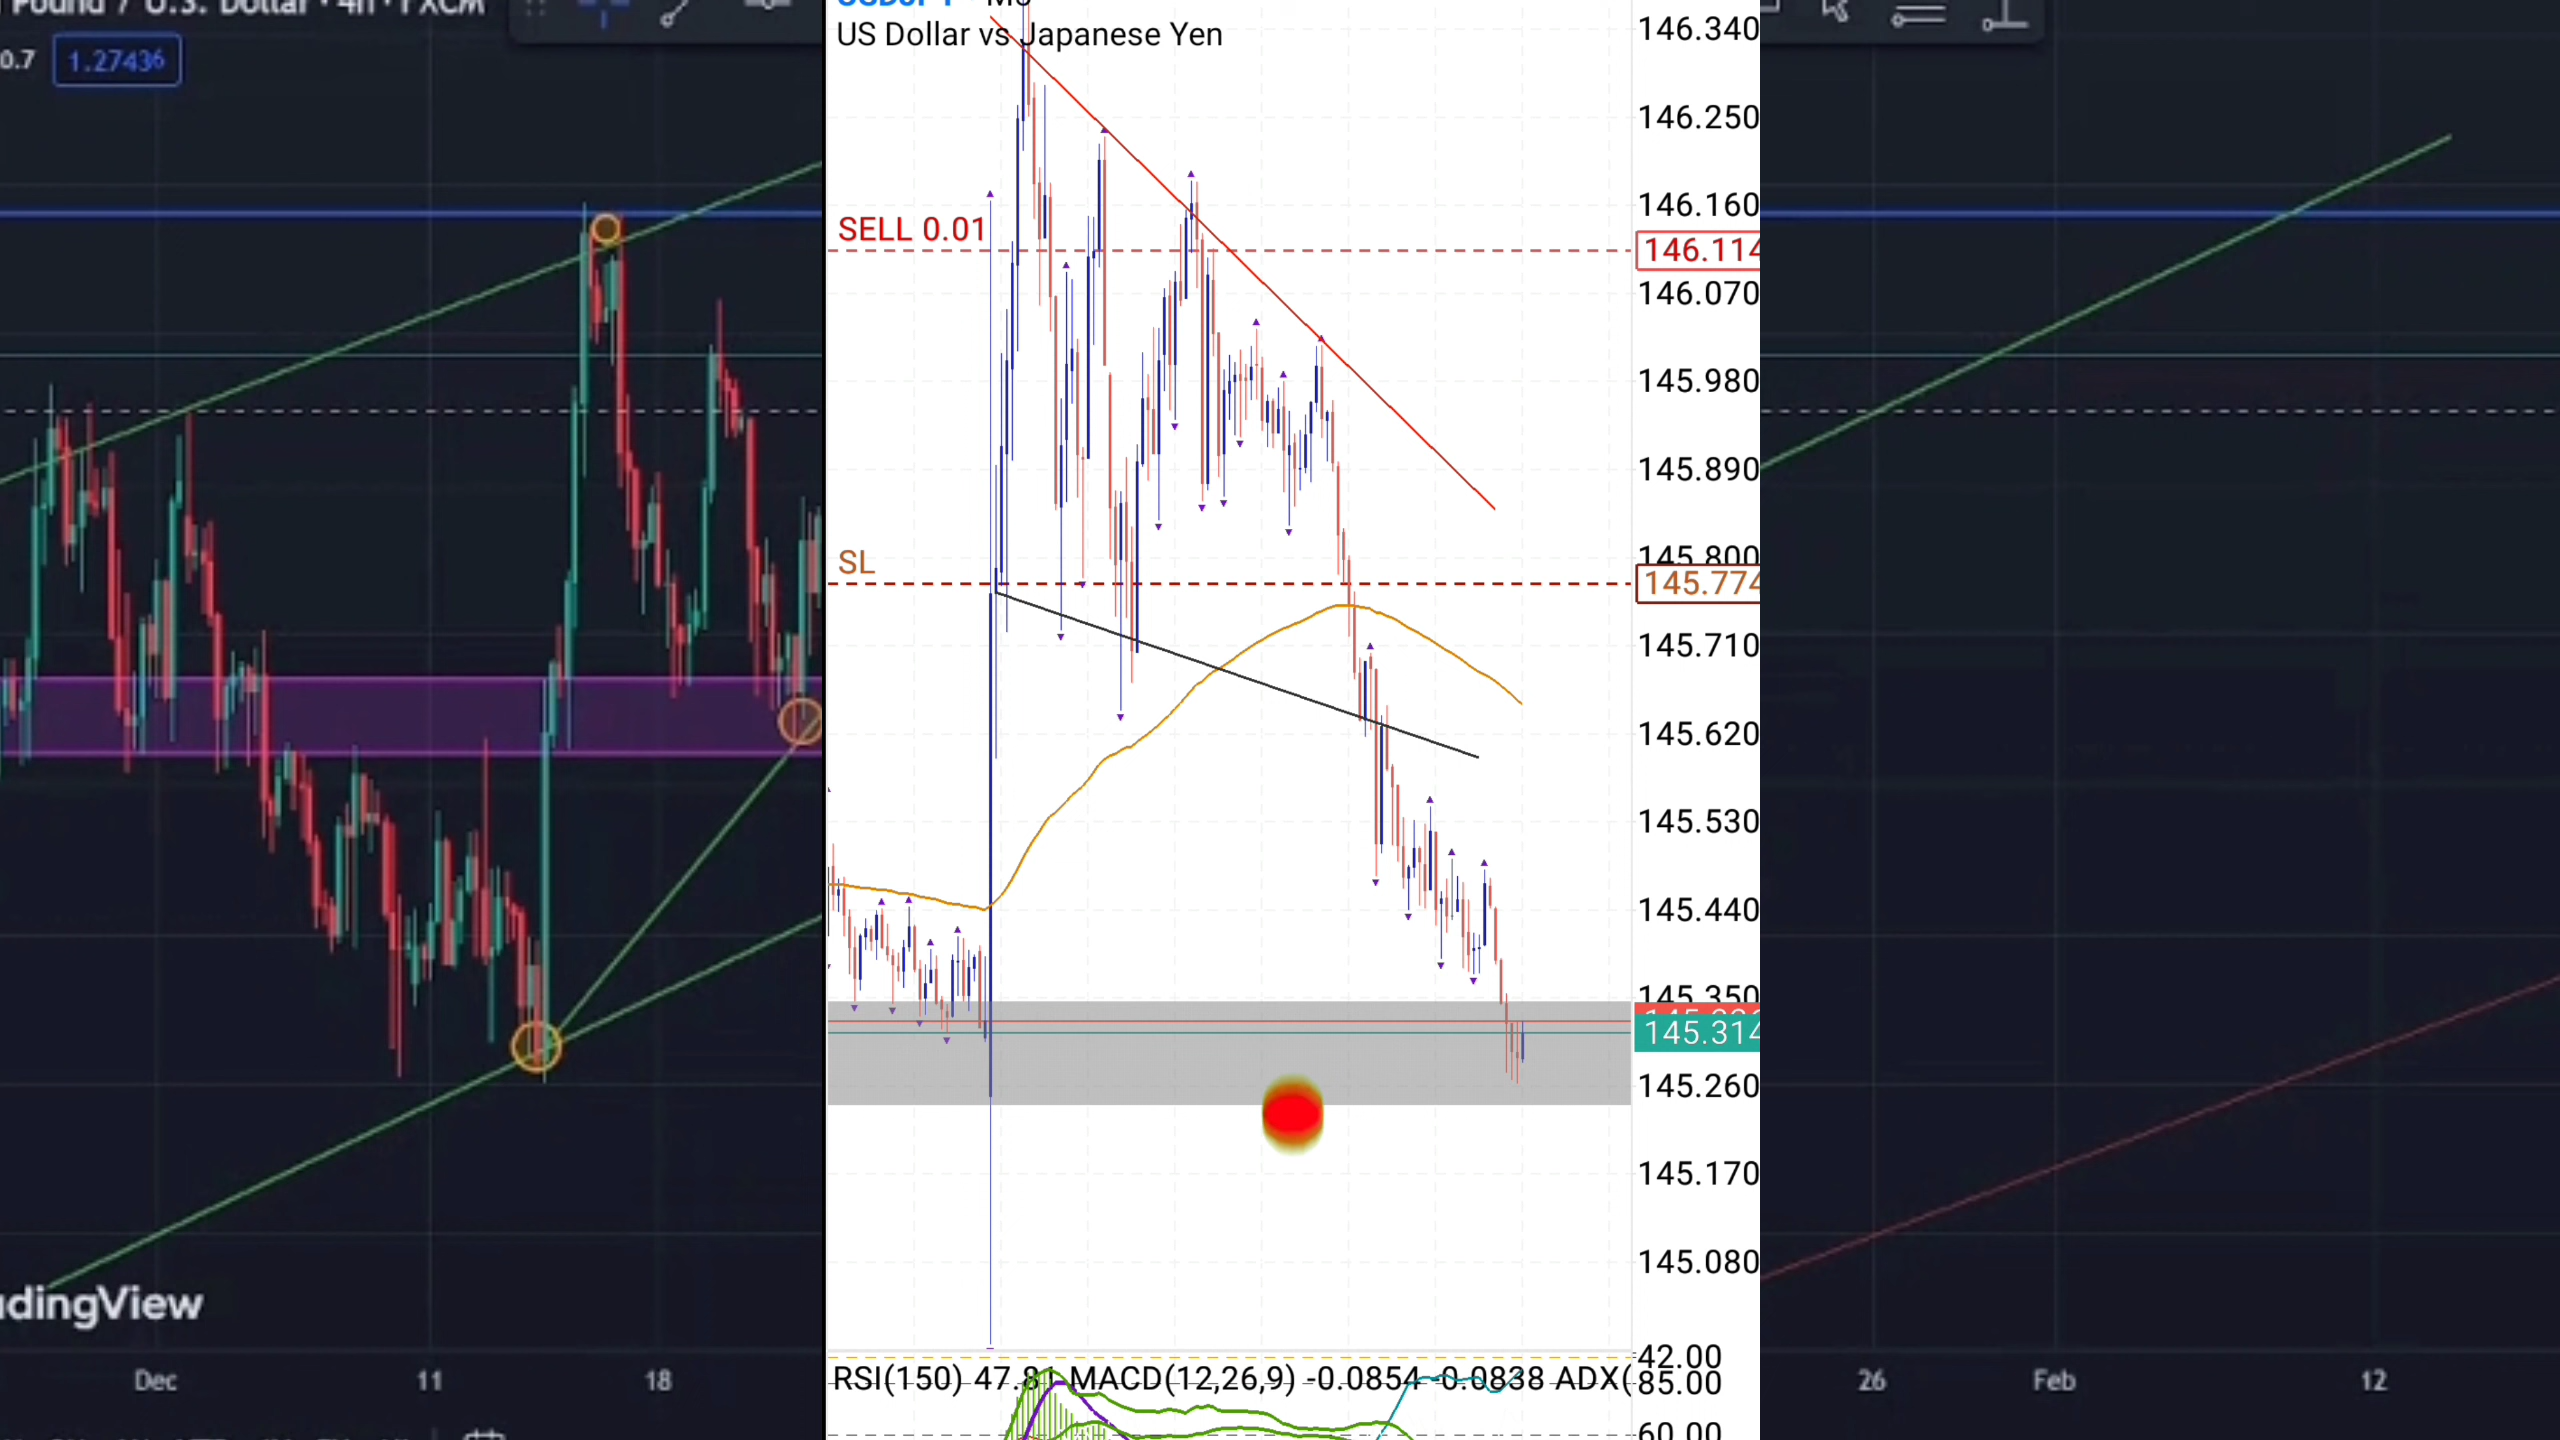 Pound / U.S. Dollar · 4h · FXCM
0.7 1.27436
US Dollar vs Japanese Yen
146.340
146.250
146.160
SELL 0.01
146.114
146.070
145.980
145.890
145.800
SL
145.774
145.710
145.620
145.530
145.440
145.350
145.314
145.260
145.170
145.080
42.00
RSI(150) 47.81 MACD(12,26,9) -0.0854 -0.0838 ADX(
85.00
60.00
dingView
Dec 11 18
26 Feb 12